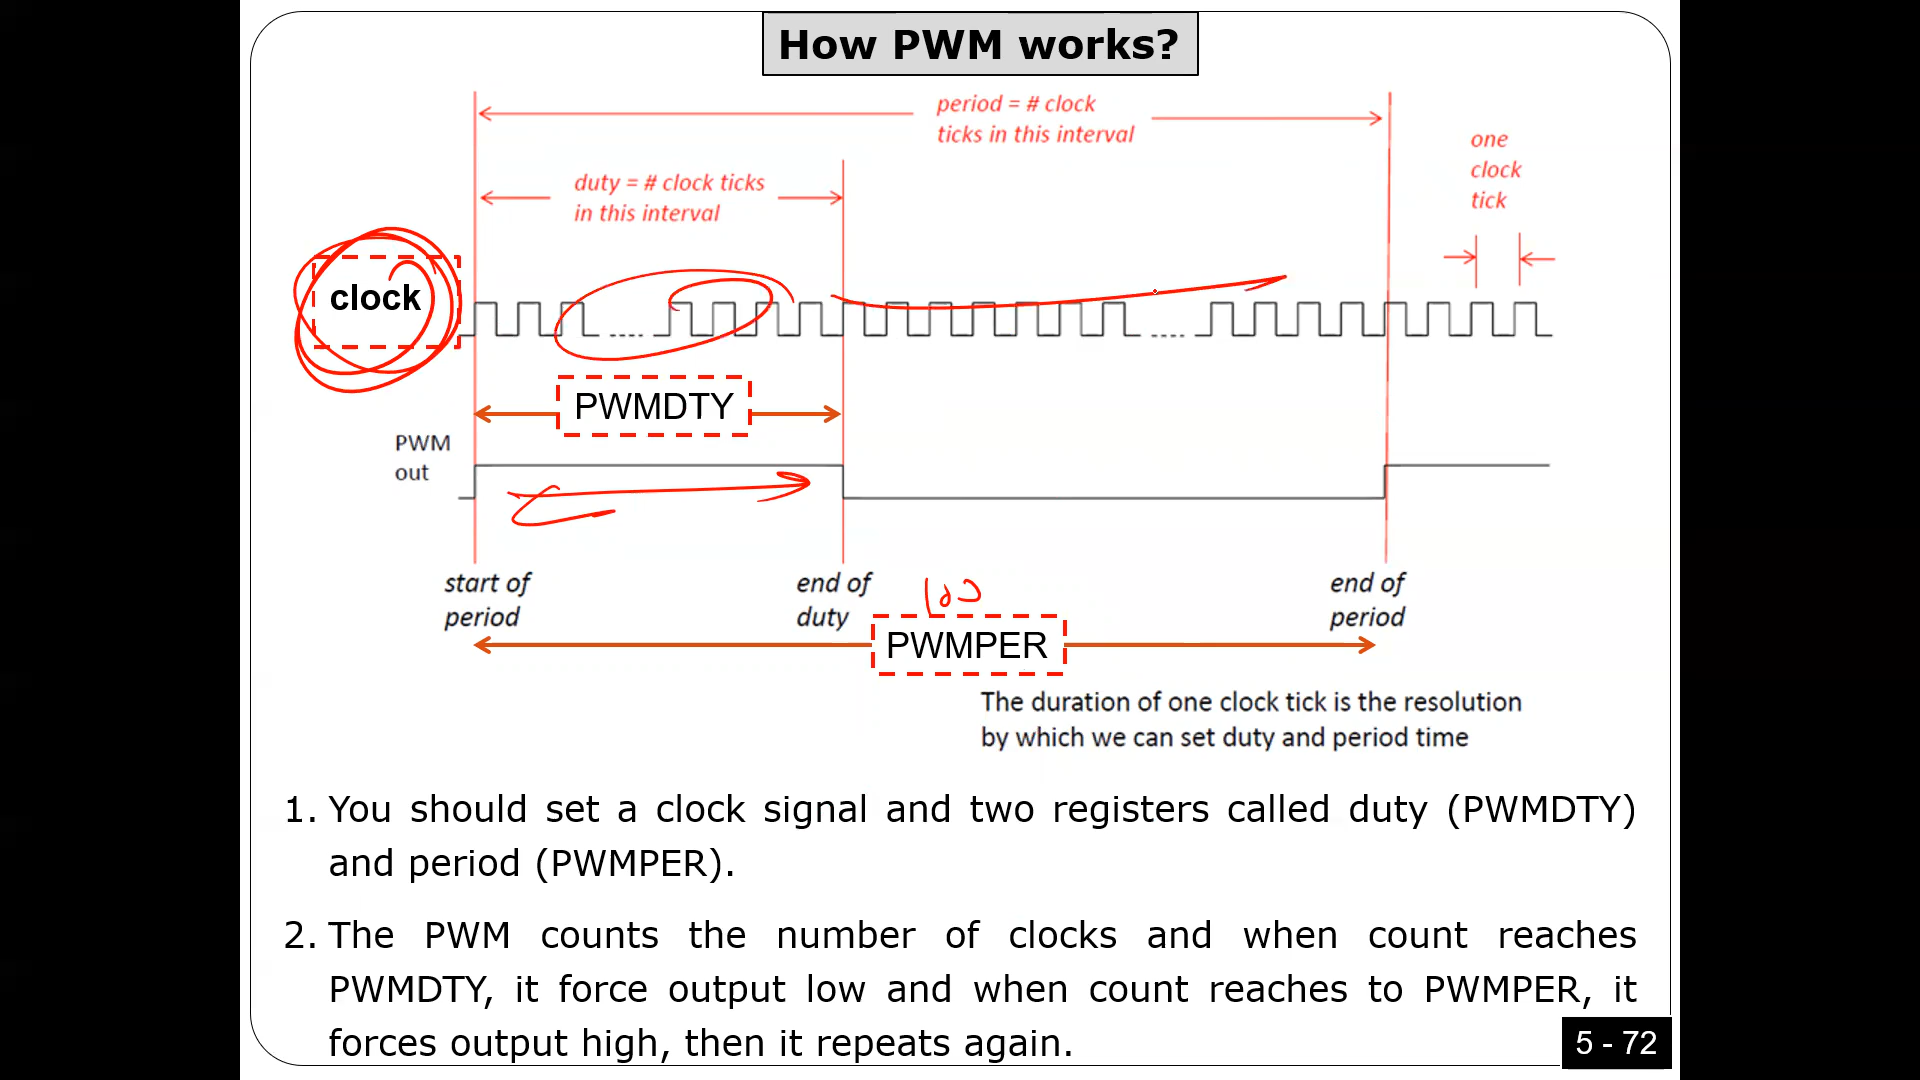 How PWM works?
period = # clock
ticks in this interval
one
clock
tick
duty = # clock ticks
in this interval
clock
PWMDTY
PWM
out
start of
period
end of
duty
100
end of
period
PWMPER
The duration of one clock tick is the resolution
by which we can set duty and period time
1. You should set a clock signal and two registers called duty (PWMDTY)
and period (PWMPER).
2. The PWM counts the number of clocks and when count reaches
PWMDTY, it force output low and when count reaches to PWMPER, it
forces output high, then it repeats again.
5 - 72